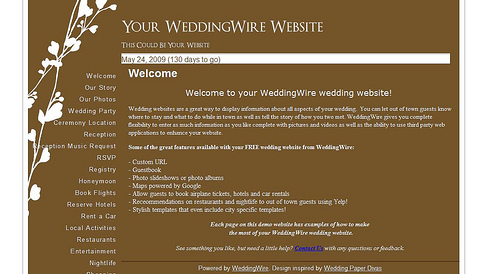 YOUR WEDDINGWIRE WEBSITE
THIS COULD BE YOUR WEBSITE
May 24, 2009 (130 days to go)
Welcome
Our Story
Our Photos
Wedding Party
Ceremony Location
Reception
Reception Music Request
RSVP
Registry
Honeymoon
Book Flights
Reserve Hotels
Rent a Car
Local Activities
Restaurants
Entertainment
Nightlife
Shopping
Welcome
Welcome to your WeddingWire wedding website!
Wedding websites are a great way to display information about all aspects of your wedding. You can let out of town guests know
where to stay and what to do while in town as well as tell the story of how you two met. WeddingWire gives you complete
flexibility to enter as much information as you like complete with pictures and videos as well as the ability to use third party web
applications to enhance your website.
Some of the great features available with your FREE wedding website from WeddingWire:
- Custom URL
- Guestbook
- Photo slideshows or photo albums
- Maps powered by Google
- Allow guests to book airplane tickets, hotels and car rentals
- Recommendations on restaurants and nightlife to out of town guests using Yelp!
- Stylish templates that even include city specific templates!
Each page on this demo website has examples of how to make
the most of your WeddingWire wedding website.
See something you like, but need a little help? Contact Us with any questions or feedback.
Powered by WeddingWire. Design inspired by Wedding Paper Divas